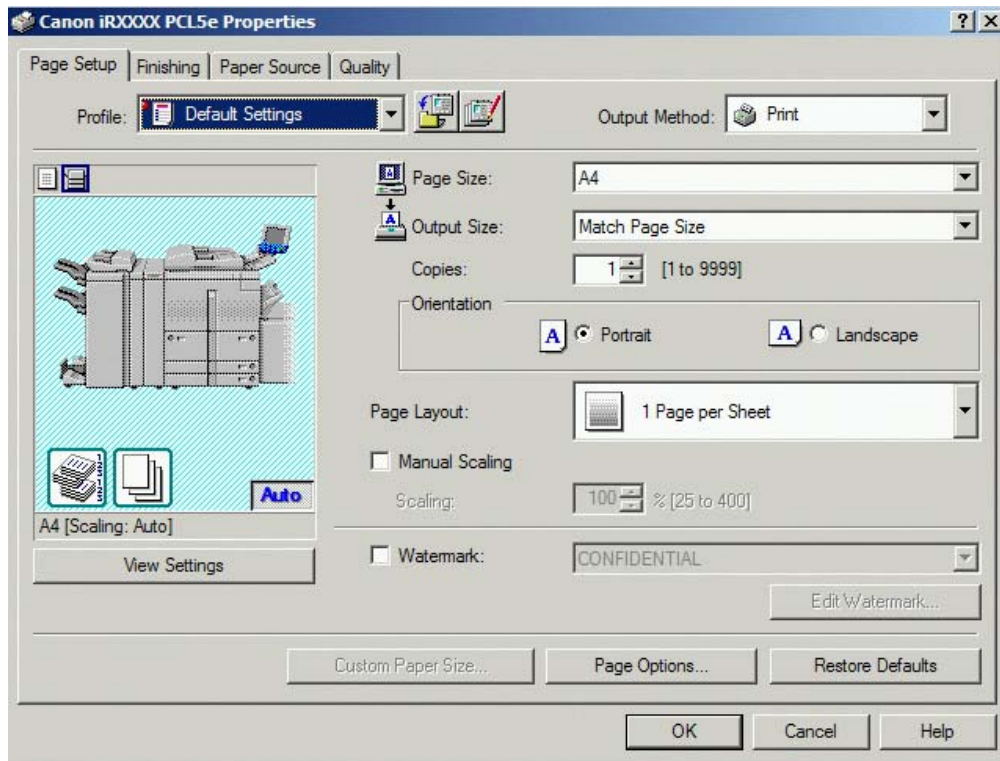 Canon iRXXXX PCL5e Properties
Page Setup Finishing Paper Source Quality
Profile: Default Settings Output Method: Print
Page Size: A4
Output Size: Match Page Size
Copies: 1 [1 to 9999]
Orientation
A Portrait A Landscape
Page Layout: 1 Page per Sheet
Manual Scaling
Scaling: 100 % [25 to 400]
Auto
A4 [Scaling: Auto]
View Settings
Watermark: CONFIDENTIAL
Edit Watermark...
Custom Paper Size... Page Options... Restore Defaults
OK Cancel Help